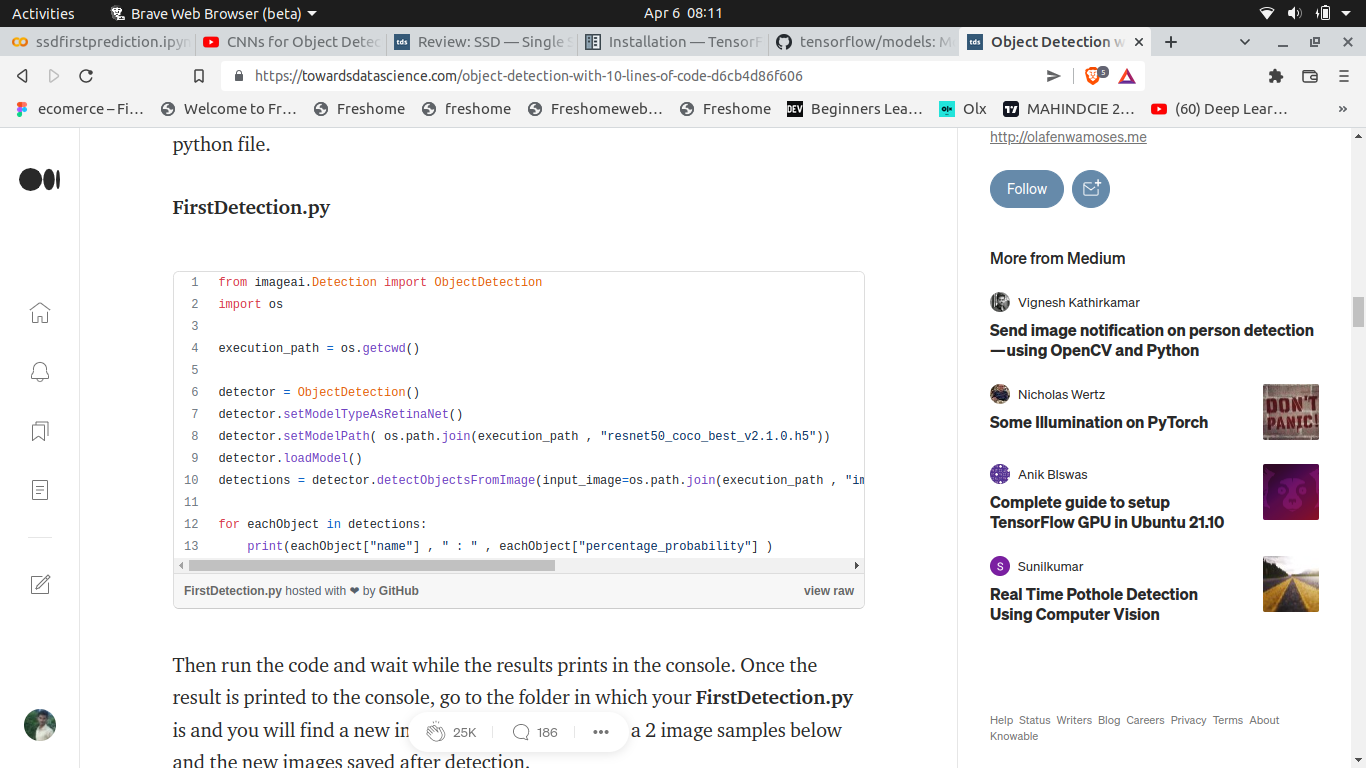 Activities
Brave Web Browser (beta)
Apr 6 08:11
ssdfirstprediction.ipyn
CNNs for Object Detec
Review: SSD — Single S
Installation — TensorF
tensorflow/models: M
Object Detection w
https://towardsdatascience.com/object-detection-with-10-lines-of-code-d6cb4d86f606
5
ecomerce – Fi…
Welcome to Fr…
Freshome
freshome
Freshomeweb…
Freshome
DEV
Beginners Lea…
Olx
MAHINDCIE 2…
(60) Deep Lear…
»
python file.
FirstDetection.py
1 from imageai.Detection import ObjectDetection
2 import os
3
4 execution_path = os.getcwd()
5
6 detector = ObjectDetection()
7 detector.setModelTypeAsRetinaNet()
8 detector.setModelPath( os.path.join(execution_path , "resnet50_coco_best_v2.1.0.h5"))
9 detector.loadModel()
10 detections = detector.detectObjectsFromImage(input_image=os.path.join(execution_path , "im
11
12 for eachObject in detections:
13     print(eachObject["name"] , " : " , eachObject["percentage_probability"] )
FirstDetection.py hosted with ❤ by GitHub
view raw
Then run the code and wait while the results prints in the console. Once the
result is printed to the console, go to the folder in which your FirstDetection.py
is and you will find a new im
a 2 image samples below
and the new images saved after detection.
25K
186
http://olafenwamoses.me
Follow
More from Medium
Vignesh Kathirkamar
Send image notification on person detection
—using OpenCV and Python
Nicholas Wertz
Some Illumination on PyTorch
DON'T
PANIC!
Anik BIswas
Complete guide to setup
TensorFlow GPU in Ubuntu 21.10
S
Sunilkumar
Real Time Pothole Detection
Using Computer Vision
Help Status Writers Blog Careers Privacy Terms About
Knowable